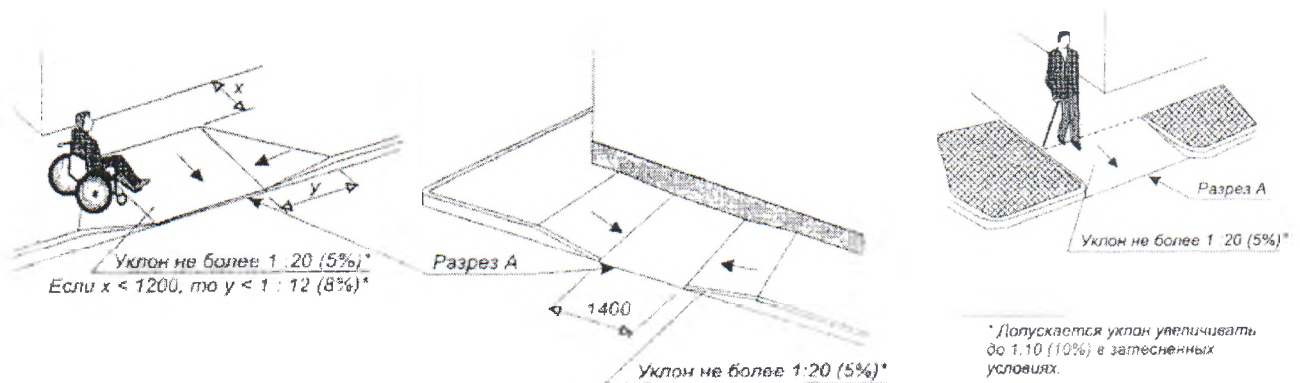 x
y
Уклон не более 1:20 (5%)*
Если x < 1200, то y < 1 : 12 (8%)*
Разрез А
1400
Уклон не более 1:20 (5%)*
Разрез А
Уклон не более 1:20 (5%)*
* Допускается уклон увеличивать
до 1:10 (10%) в затесненных
условиях.